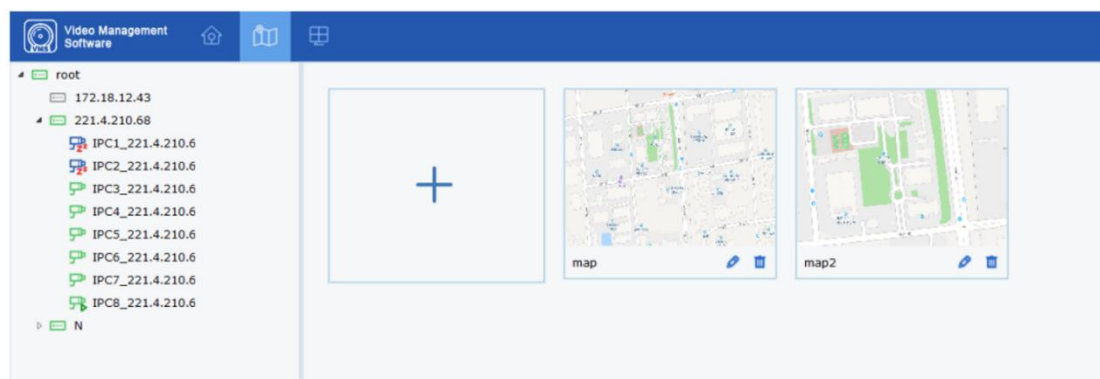 Video Management
Software
root
172.18.12.43
221.4.210.68
IPC1_221.4.210.6
IPC2_221.4.210.6
IPC3_221.4.210.6
IPC4_221.4.210.6
IPC5_221.4.210.6
IPC6_221.4.210.6
IPC7_221.4.210.6
IPC8_221.4.210.6
N
map
map2